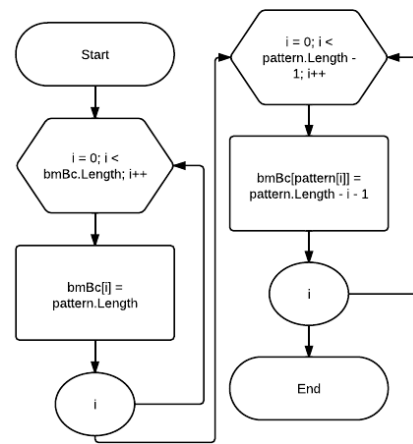 Start
i = 0; i <
bmBc.Length; i++
bmBc[i] =
pattern.Length
i
i = 0; i <
pattern.Length -
1; i++
bmBc[pattern[i]] =
pattern.Length - i - 1
i
End